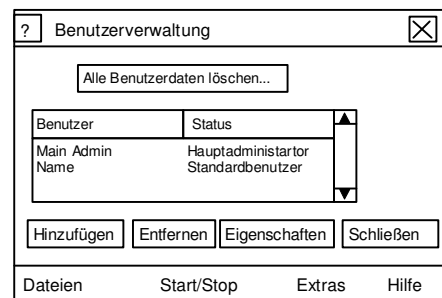 ? Benutzerverwaltung
Alle Benutzerdaten löschen...
Benutzer Status
Main Admin Hauptadministartor
Name Standardbenutzer
Hinzufügen Entfernen Eigenschaften Schließen
Dateien Start/Stop Extras Hilfe